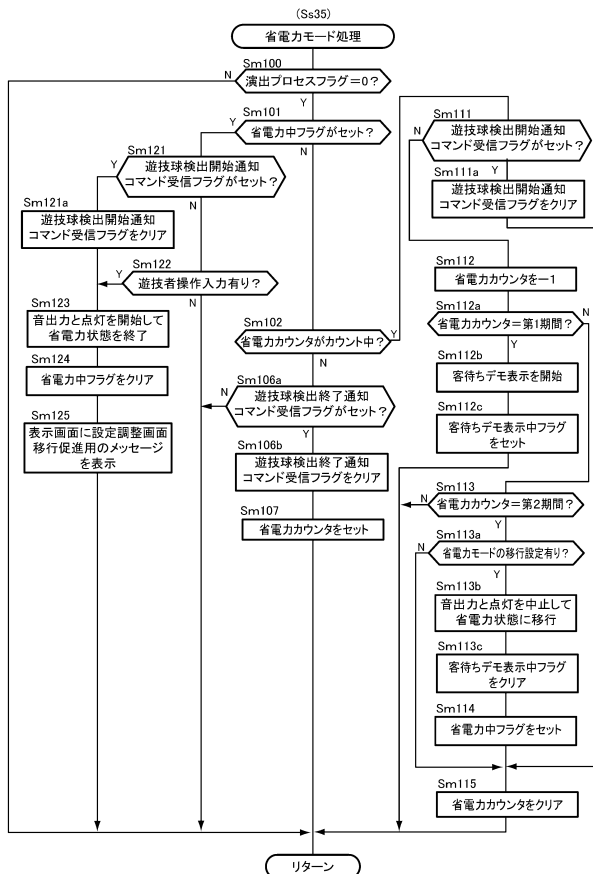 (Ss35)
省電力モード処理
Sm100
演出プロセスフラグ=0?
N
Y
Sm101
省電力中フラグがセット?
Y
N
Sm121
遊技球検出開始通知
コマンド受信フラグがセット?
Y
N
Sm121a
遊技球検出開始通知
コマンド受信フラグをクリア
Sm122
遊技者操作入力有り?
Y
N
Sm123
音出力と点灯を開始して
省電力状態を終了
Sm124
省電力中フラグをクリア
Sm125
表示画面に設定調整画面
移行促進用のメッセージ
を表示
Sm102
省電力カウンタがカウント中?
Y
N
Sm106a
遊技球検出終了通知
コマンド受信フラグがセット?
N
Y
Sm106b
遊技球検出終了通知
コマンド受信フラグをクリア
Sm107
省電力カウンタをセット
Sm111
遊技球検出開始通知
コマンド受信フラグがセット?
N
Y
Sm111a
遊技球検出開始通知
コマンド受信フラグをクリア
Sm112
省電力カウンタをー1
Sm112a
省電力カウンタ=第1期間?
N
Y
Sm112b
客待ちデモ表示を開始
Sm112c
客待ちデモ表示中フラグ
をセット
Sm113
省電力カウンタ=第2期間?
N
Y
Sm113a
省電力モードの移行設定有り?
N
Y
Sm113b
音出力と点灯を中止して
省電力状態に移行
Sm113c
客待ちデモ表示中フラグ
をクリア
Sm114
省電力中フラグをセット
Sm115
省電力カウンタをクリア
リターン